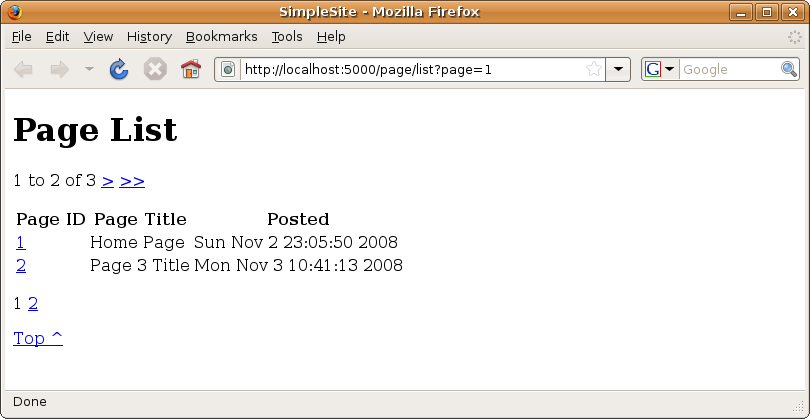 SimpleSite - Mozilla Firefox
File Edit View History Bookmarks Tools Help
http://localhost:5000/page/list?page=1 G Google
Page List
1 to 2 of 3 > >>
Page ID Page Title Posted
1 Home Page Sun Nov 2 23:05:50 2008
2 Page 3 Title Mon Nov 3 10:41:13 2008
1 2
Top ^
Done